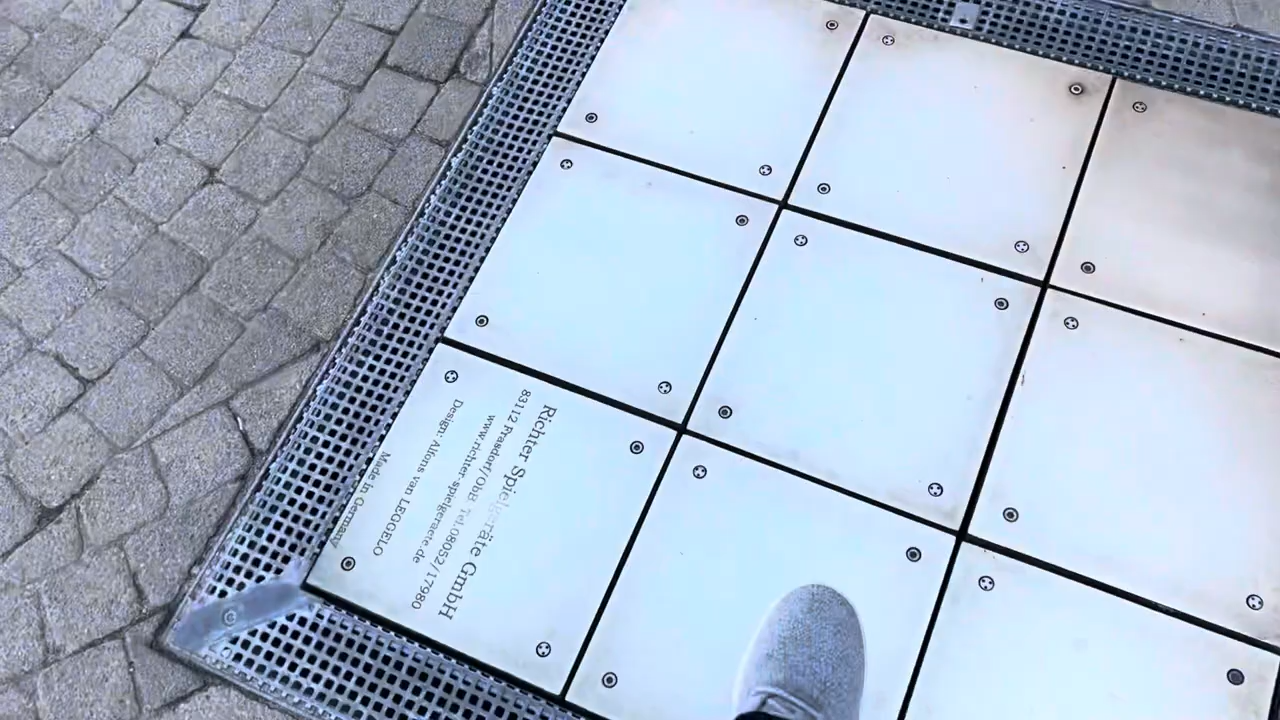 Richter Spielgeräte GmbH
83112 Frasdorf/ObB. Tel.08052/17980
www.richter-spielgeraete.de
Design: Alfons van LEGGELO
Made in Germany